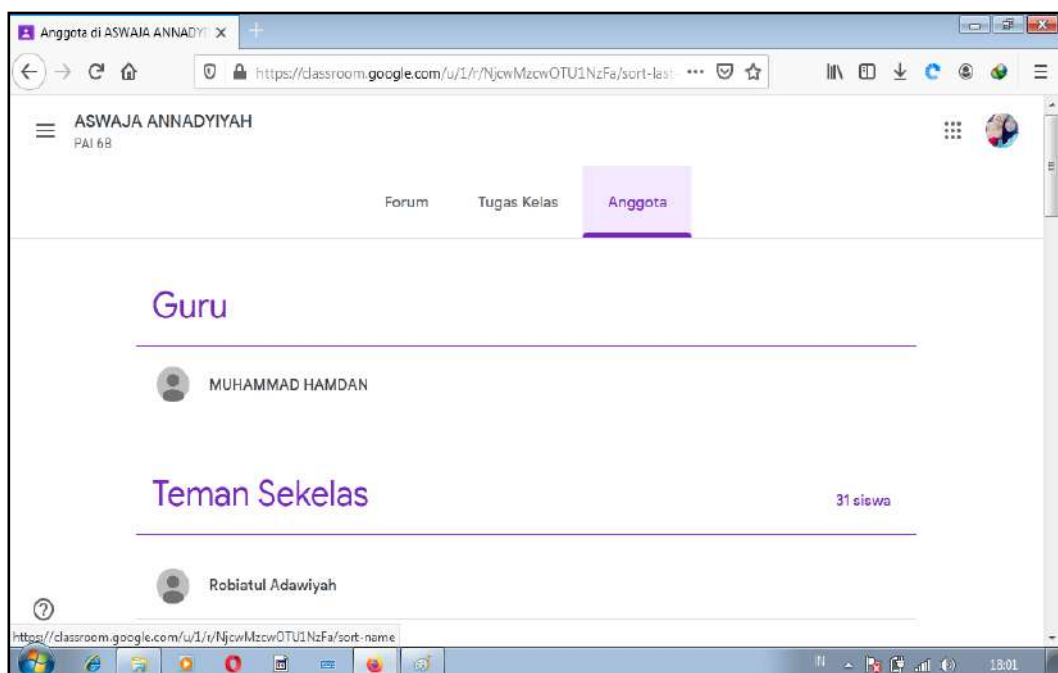 Anggota di ASWAJA ANNADYI
https://classroom.google.com/u/1/r/NjcwMzcwOTU1NzFa/sort-last-
ASWAJA ANNADYIYAH
PAI 6B
Forum Tugas Kelas Anggota
Guru
MUHAMMAD HAMDAN
Teman Sekelas 31 siswa
Robiatul Adawiyah
https://classroom.google.com/u/1/r/NjcwMzcwOTU1NzFa/sort-name
IN 18:01